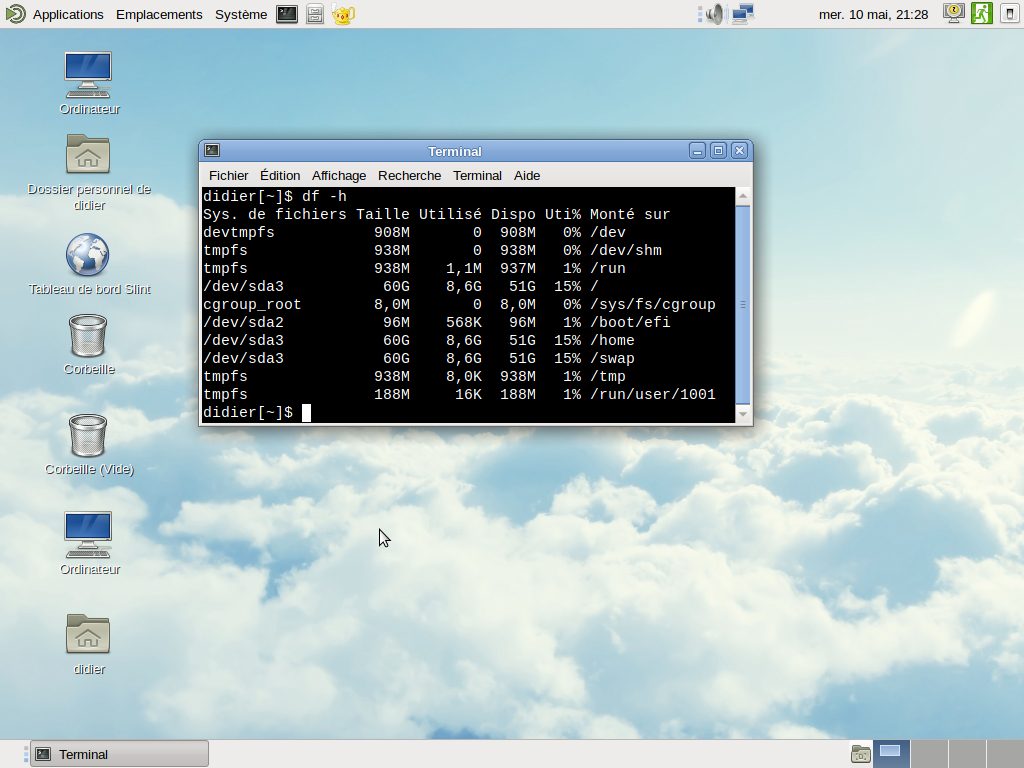 Applications Emplacements Système mer. 10 mai, 21:28
Ordinateur
Dossier personnel de
didier
Tableau de bord Slint
Corbeille
Corbeille (Vide)
Ordinateur
didier
Terminal
Fichier Édition Affichage Recherche Terminal Aide
didier[~]$ df -h
Sys. de fichiers Taille Utilisé Dispo Uti% Monté sur
devtmpfs           908M       0  908M   0% /dev
tmpfs              938M       0  938M   0% /dev/shm
tmpfs              938M    1,1M  937M   1% /run
/dev/sda3           60G    8,6G   51G  15% /
cgroup_root        8,0M       0  8,0M   0% /sys/fs/cgroup
/dev/sda2           96M    568K   96M   1% /boot/efi
/dev/sda3           60G    8,6G   51G  15% /home
/dev/sda3           60G    8,6G   51G  15% /swap
tmpfs              938M    8,0K  938M   1% /tmp
tmpfs              188M     16K  188M   1% /run/user/1001
didier[~]$
Terminal